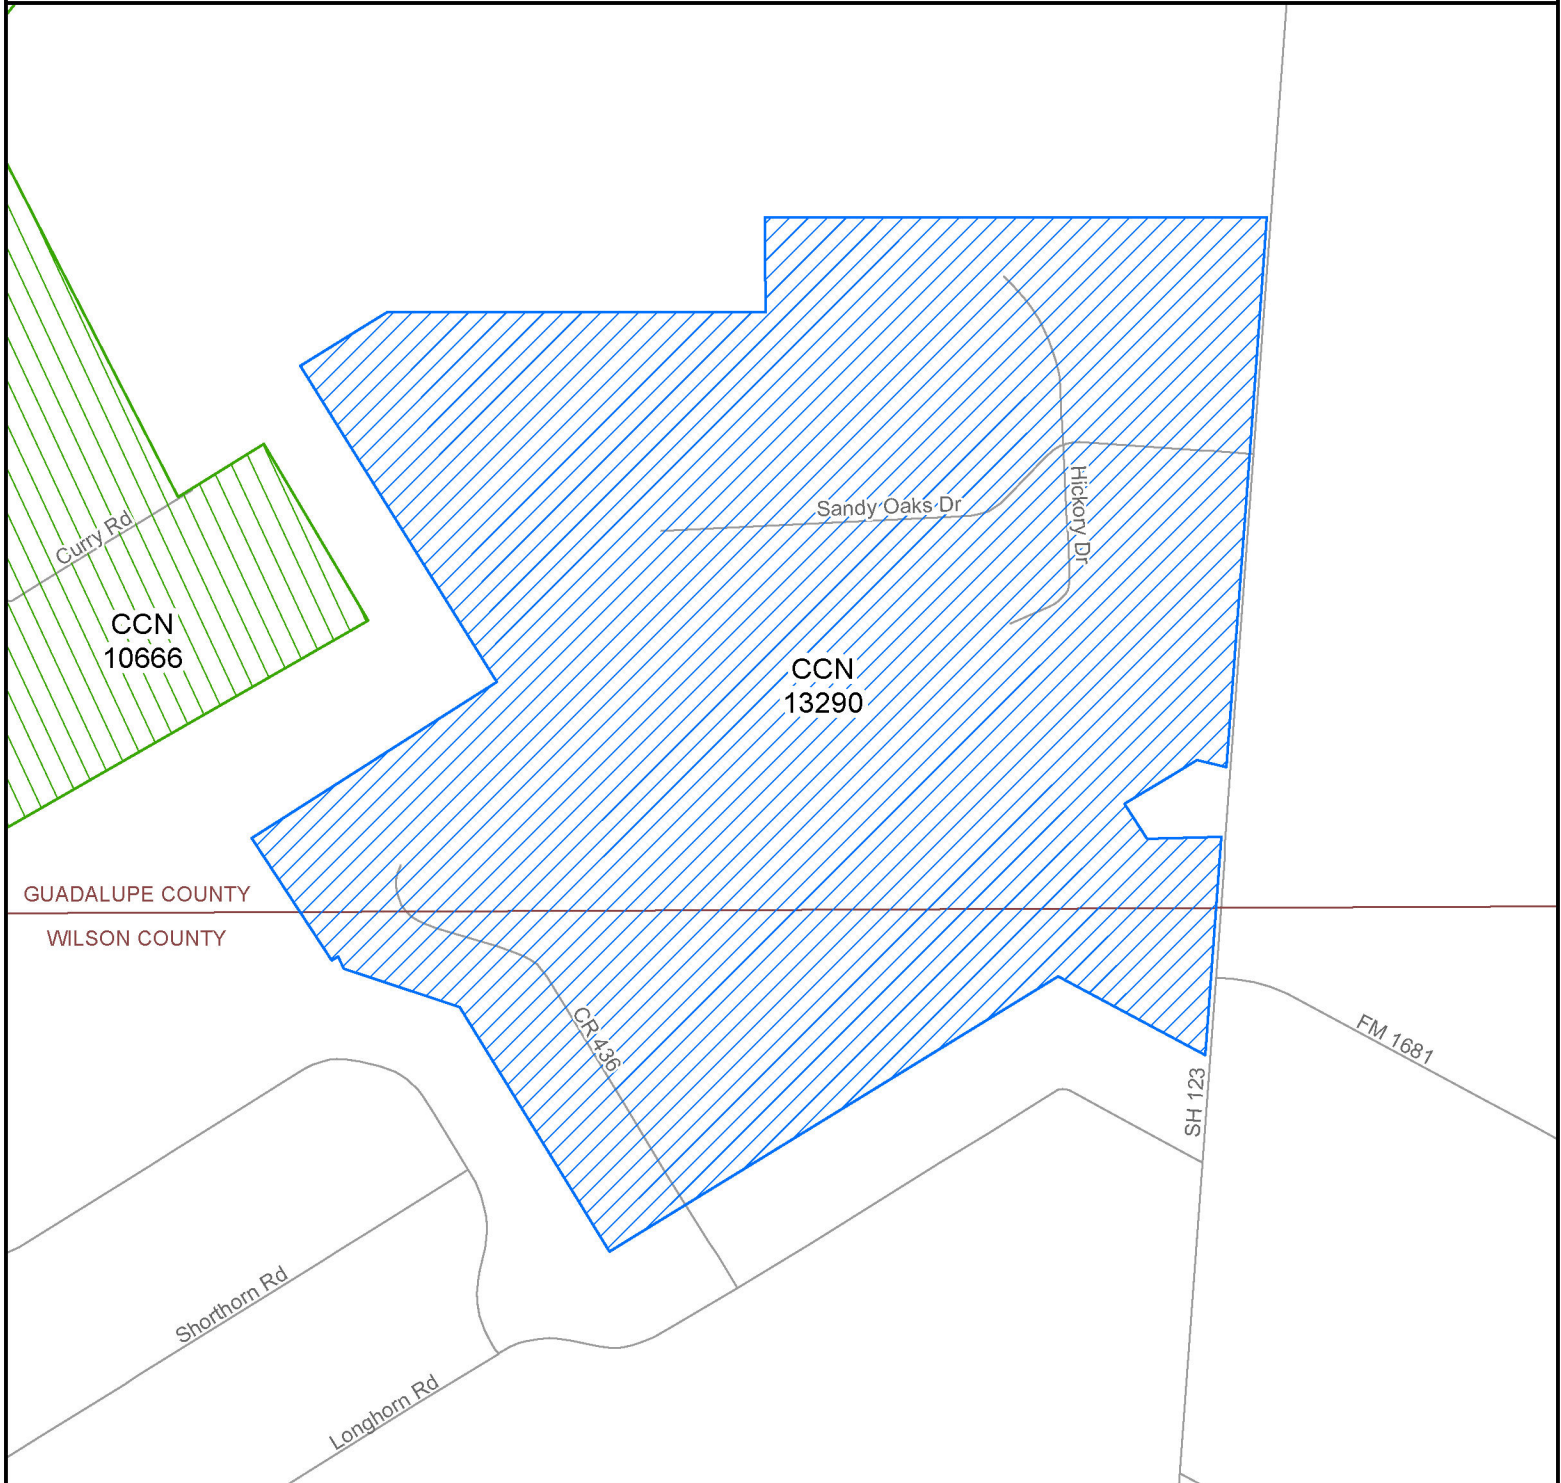 Sandy Oaks Dr
Hickory Dr
Curry Rd
CCN
10666
CCN
13290
GUADALUPE COUNTY
WILSON COUNTY
CR 436
FM 1681
SH 123
Shorthorn Rd
Longhorn Rd